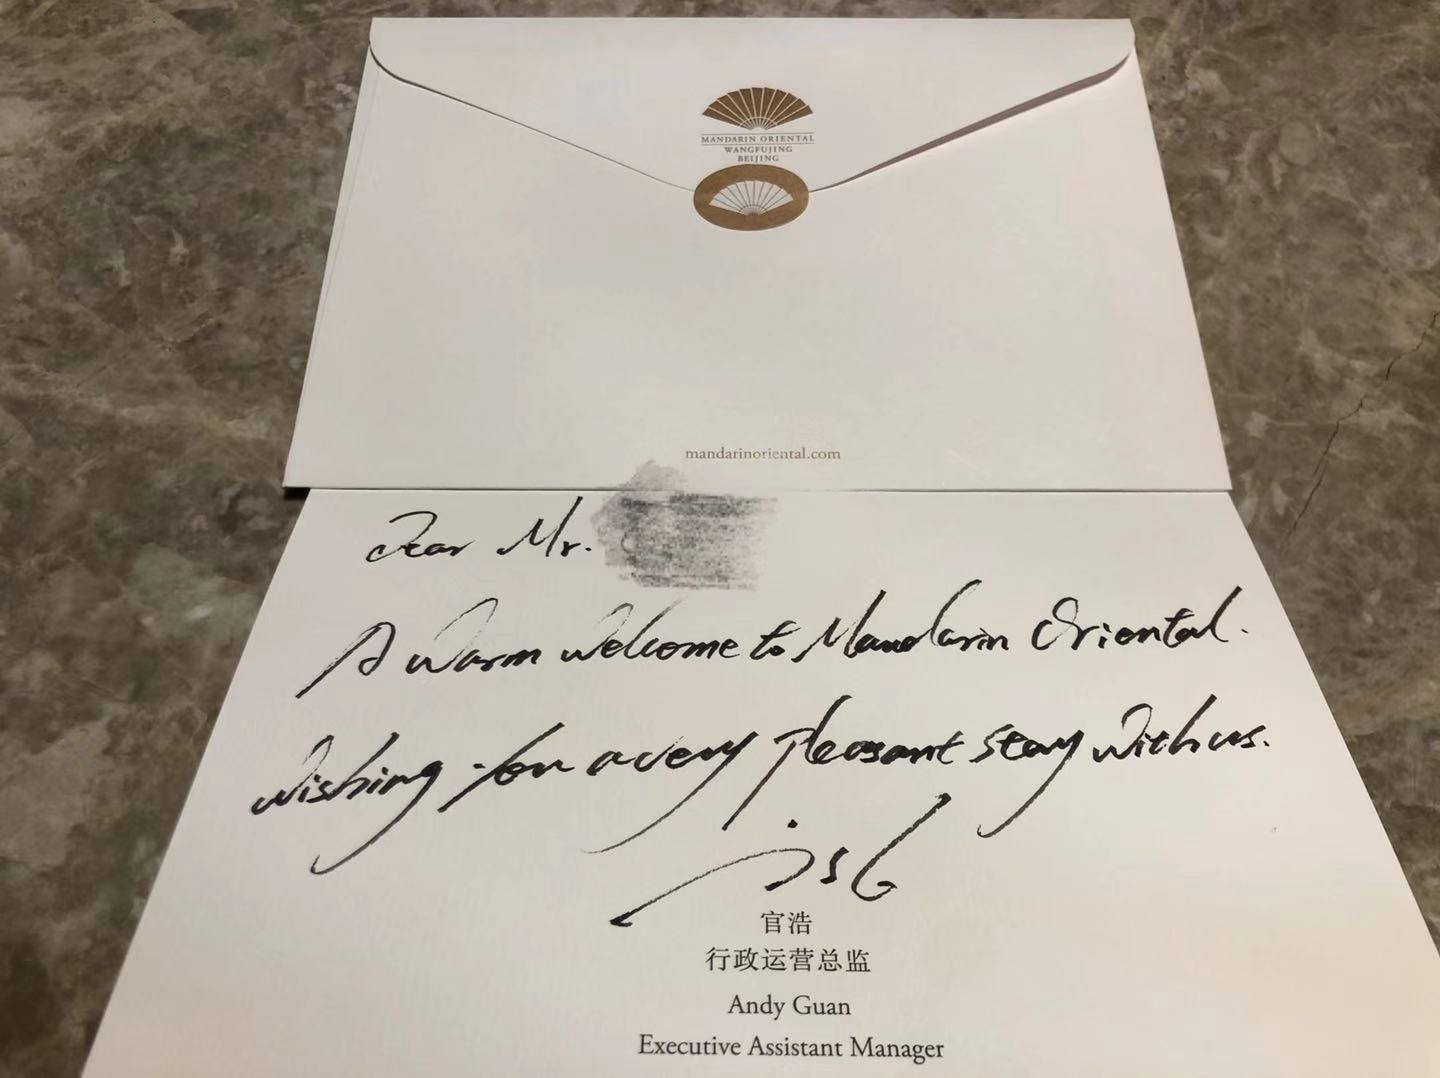 MANDARIN ORIENTAL
WANGFUJING
BEIJING
mandarinoriental.com
Dear Mr.
A warm welcome to Mandarin Oriental.
Wishing you a very pleasant stay with us.
官浩
行政运营总监
Andy Guan
Executive Assistant Manager